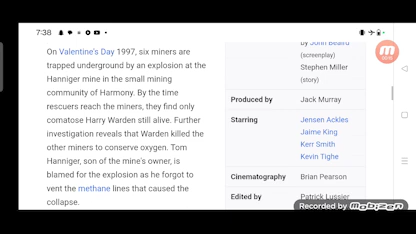 7:38
On Valentine's Day 1997, six miners are
trapped underground by an explosion at the
Hanniger mine in the small mining
community of Harmony. By the time
rescuers reach the miners, they find only
comatose Harry Warden still alive. Further
investigation reveals that Warden killed the
other miners to conserve oxygen. Tom
Hanniger, son of the mine's owner, is
blamed for the explosion as he forgot to
vent the methane lines that caused the
collapse.
by John Beaird
(screenplay)
Stephen Miller
(story)
Produced by Jack Murray
Starring Jensen Ackles
Jaime King
Kerr Smith
Kevin Tighe
Cinematography Brian Pearson
Edited by Patrick Lussier
Recorded by Mobizen